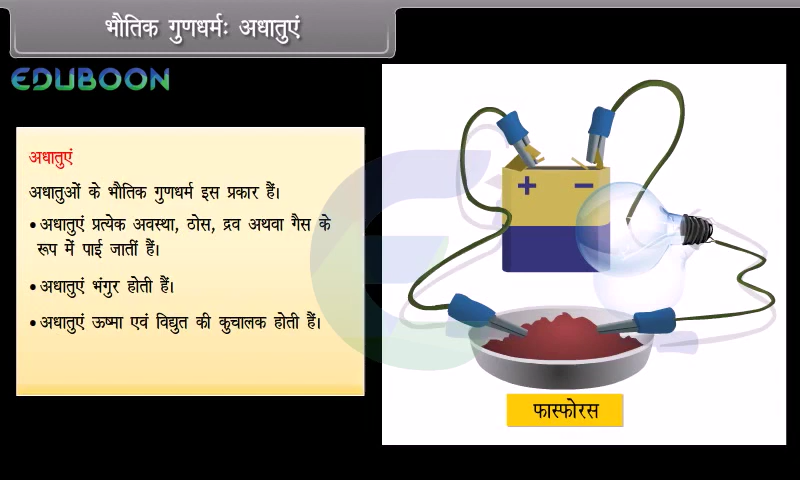 भौतिक गुणधर्मः अधातुएं
EDUBOON
अधातुएं
अधातुओं के भौतिक गुणधर्म इस प्रकार हैं।
• अधातुएं प्रत्येक अवस्था, ठोस, द्रव अथवा गैस के
रूप में पाई जातीं हैं।
• अधातुएं भंगुर होती हैं।
• अधातुएं ऊष्मा एवं विद्युत की कुचालक होती हैं।
+ −
फास्फोरस